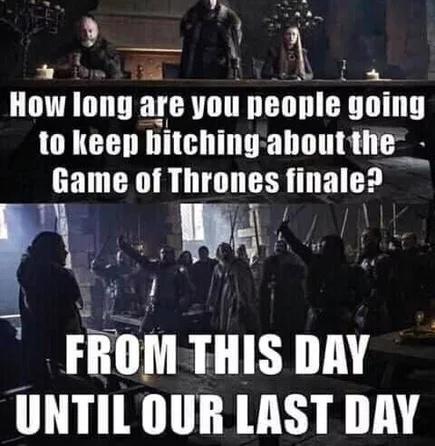 How long are you people going
to keep bitching about the
Game of Thrones finale?
FROM THIS DAY
UNTIL OUR LAST DAY